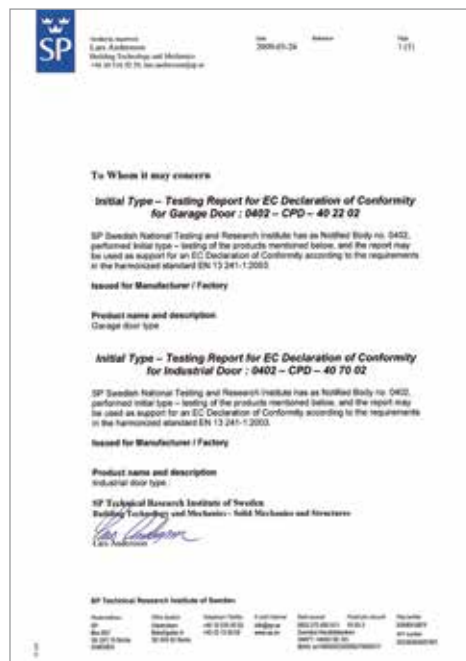 SP
Lars Andersson
Building Technology and Mechanics
Date
2009-03-26
Reference
Page
1 (1)
To Whom it may concern
Initial Type – Testing Report for EC Declaration of Conformity
for Garage Door : 0402 – CPD – 40 22 02
SP Swedish National Testing and Research Institute has as Notified Body no. 0402,
performed initial type – testing of the products mentioned below, and the report may
be used as support for an EC Declaration of Conformity according to the requirements
in the harmonized standard EN 13 241-1:2003.
Issued for Manufacturer / Factory
Product name and description
Garage door type
Initial Type – Testing Report for EC Declaration of Conformity
for Industrial Door : 0402 – CPD – 40 70 02
SP Swedish National Testing and Research Institute has as Notified Body no. 0402,
performed initial type – testing of the products mentioned below, and the report may
be used as support for an EC Declaration of Conformity according to the requirements
in the harmonized standard EN 13 241-1:2003.
Issued for Manufacturer / Factory
Product name and description
Industrial door type :
SP Technical Research Institute of Sweden
Building Technology and Mechanics - Solid Mechanics and Structures
Lars Andersson
SP Technical Research Institute of Sweden